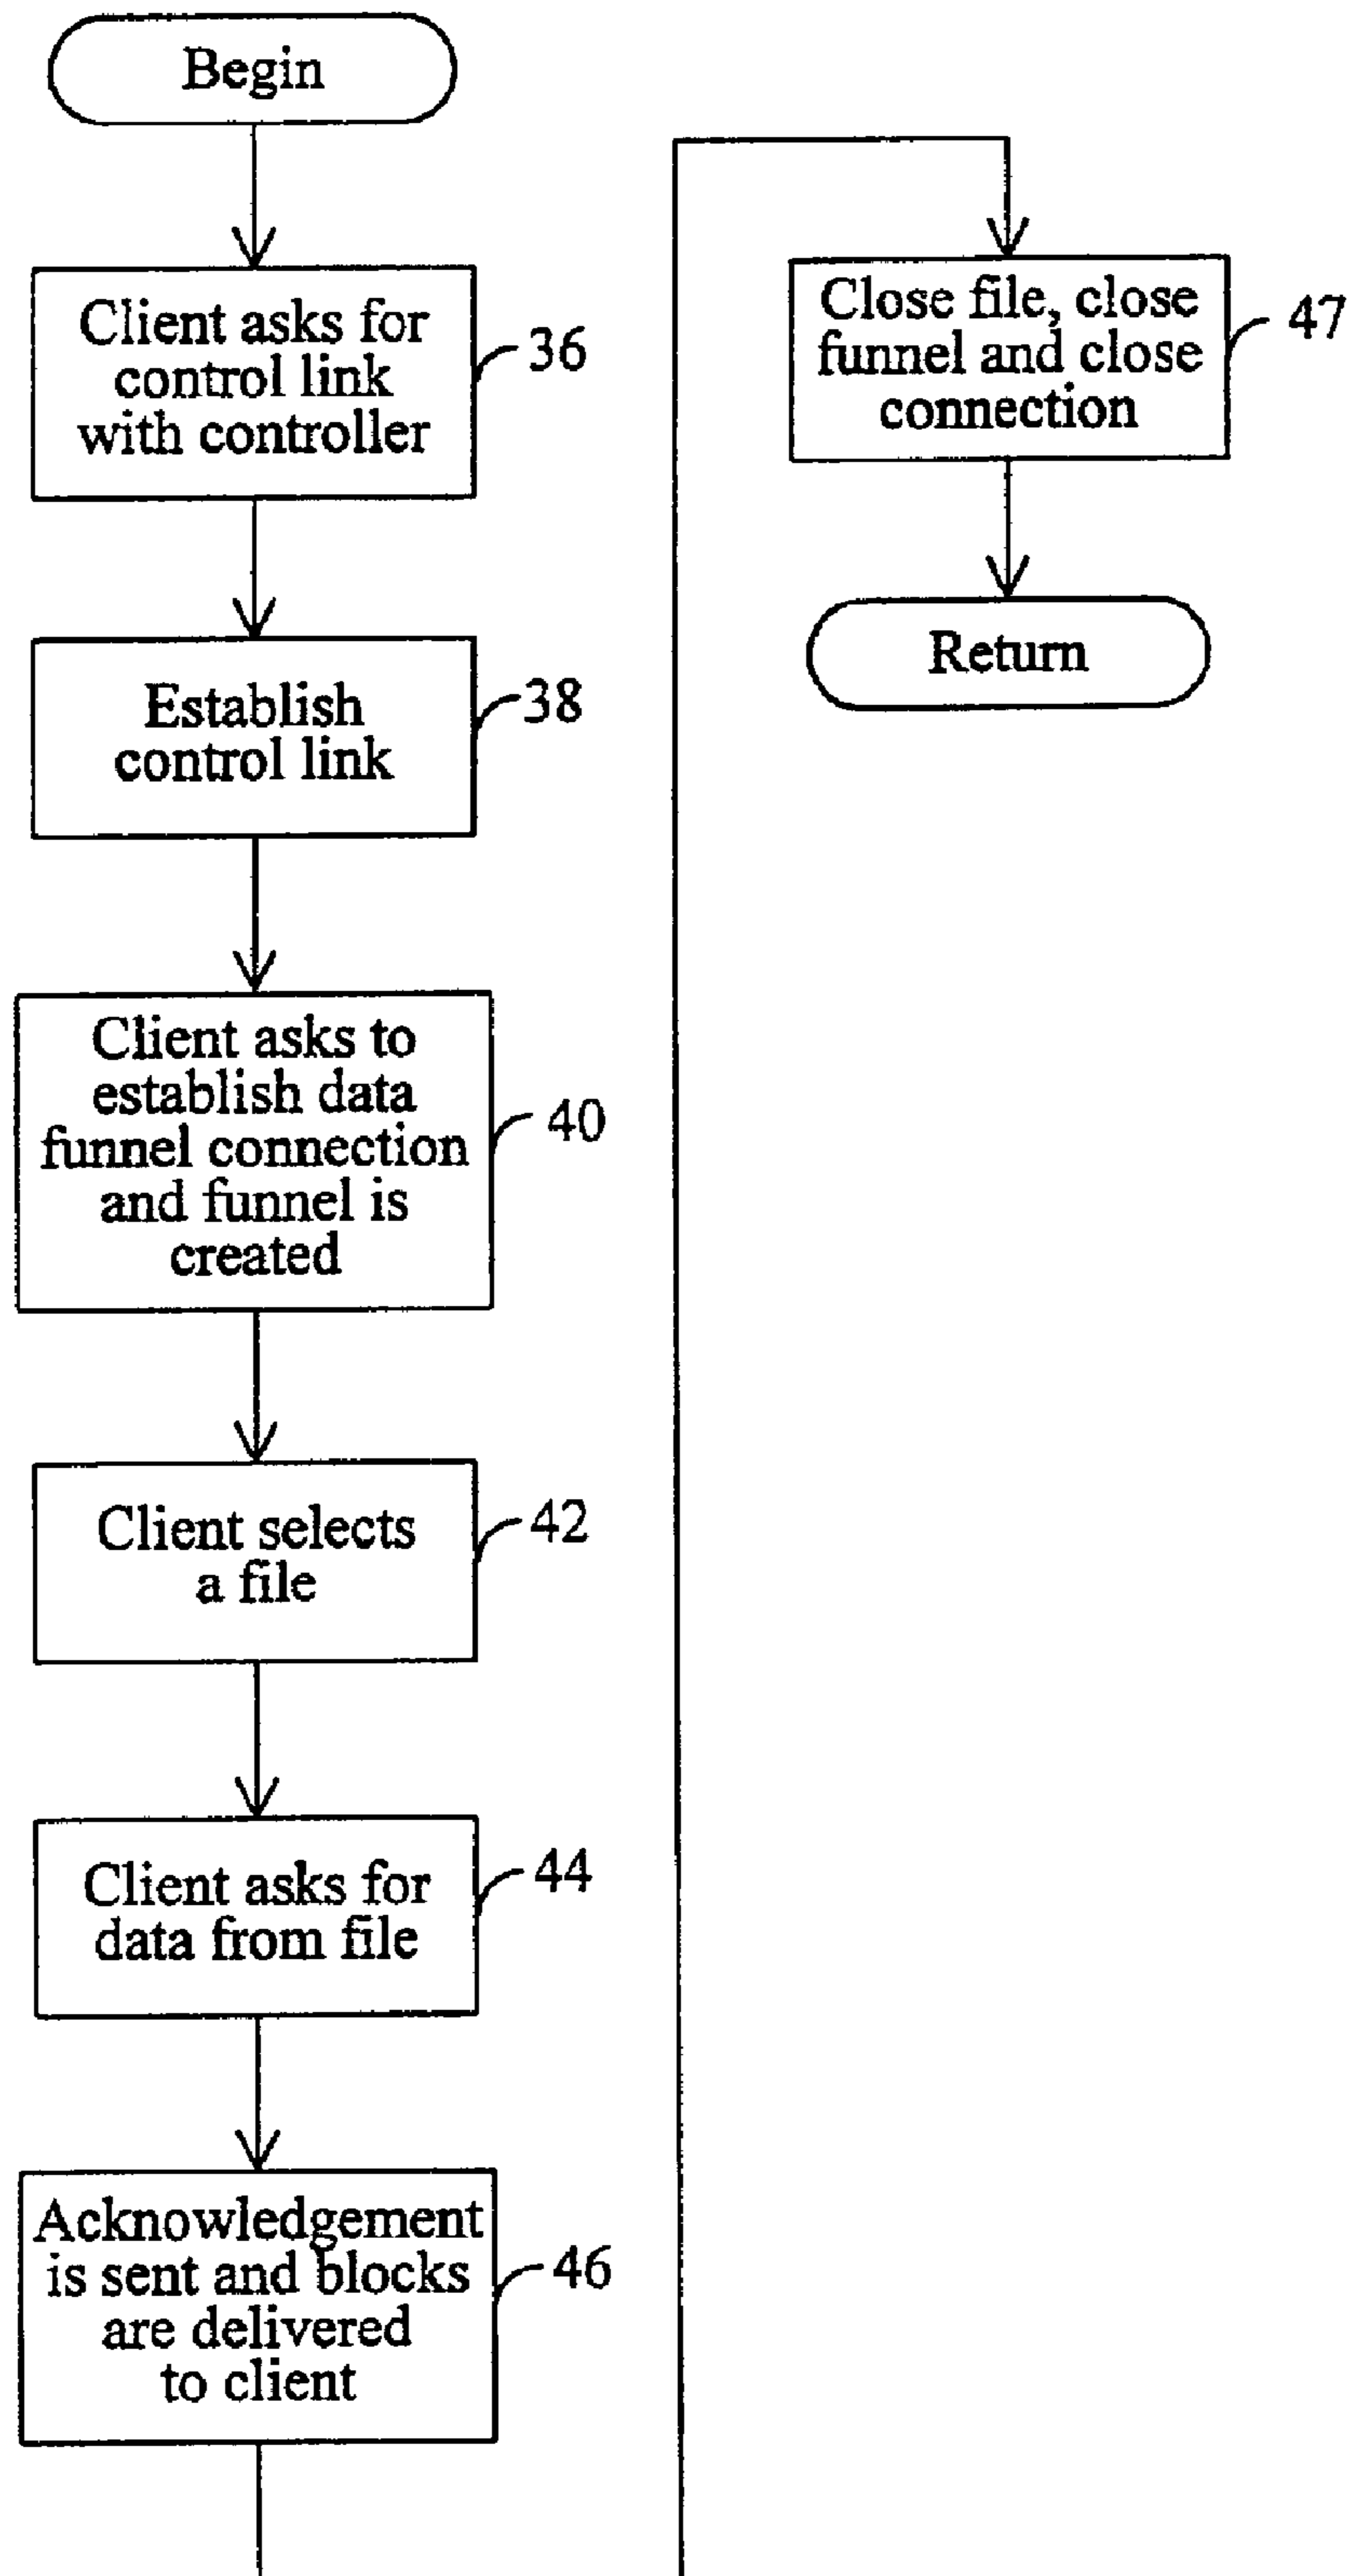 Begin
Client asks for
control link
with controller
36
Establish
control link
38
Client asks to
establish data
funnel connection
and funnel is
created
40
Client selects
a file
42
Client asks for
data from file
44
Acknowledgement
is sent and blocks
are delivered
to client
46
Close file, close
funnel and close
connection
47
Return